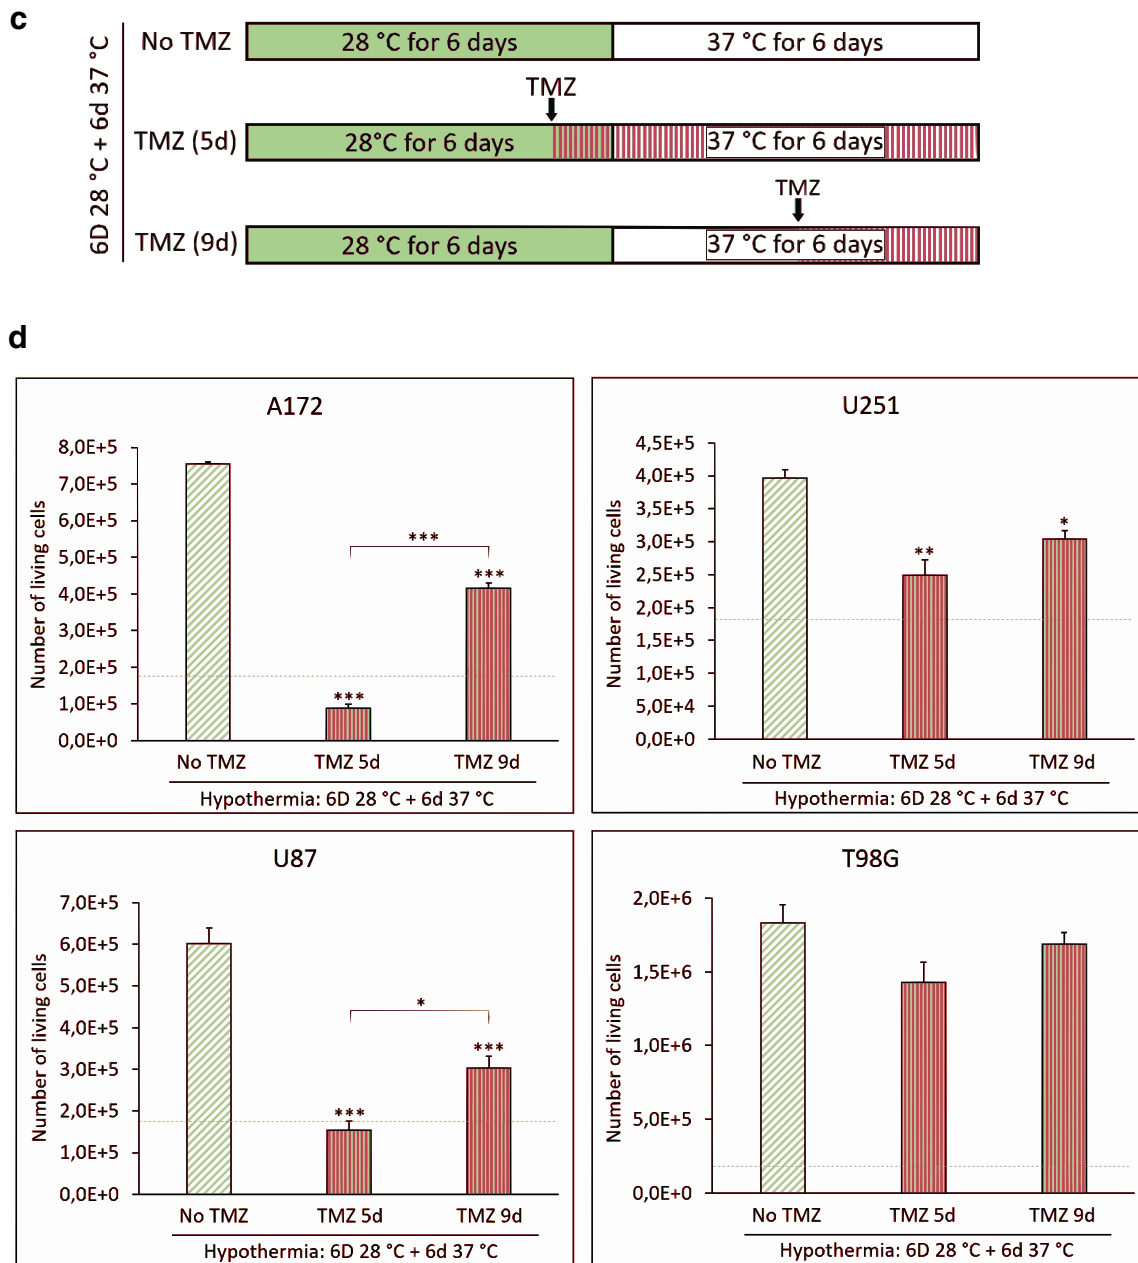 c
6D 28 °C + 6d 37 °C
No TMZ
28 °C for 6 days
37 °C for 6 days
TMZ
TMZ (5d)
28°C for 6 days
37 °C for 6 days
TMZ
TMZ (9d)
28 °C for 6 days
37 °C for 6 days
d
A172
Number of living cells
8,0E+5
7,0E+5
6,0E+5
5,0E+5
4,0E+5
3,0E+5
2,0E+5
1,0E+5
0,0E+0
***
***
***
No TMZ
TMZ 5d
TMZ 9d
Hypothermia: 6D 28 °C + 6d 37 °C
U251
Number of living cells
4,5E+5
4,0E+5
3,5E+5
3,0E+5
2,5E+5
2,0E+5
1,5E+5
1,0E+5
5,0E+4
0,0E+0
**
*
No TMZ
TMZ 5d
TMZ 9d
Hypothermia: 6D 28 °C + 6d 37 °C
U87
Number of living cells
7,0E+5
6,0E+5
5,0E+5
4,0E+5
3,0E+5
2,0E+5
1,0E+5
0,0E+0
*
***
***
No TMZ
TMZ 5d
TMZ 9d
Hypothermia: 6D 28 °C + 6d 37 °C
T98G
Number of living cells
2,0E+6
1,5E+6
1,0E+6
5,0E+5
0,0E+0
No TMZ
TMZ 5d
TMZ 9d
Hypothermia: 6D 28 °C + 6d 37 °C